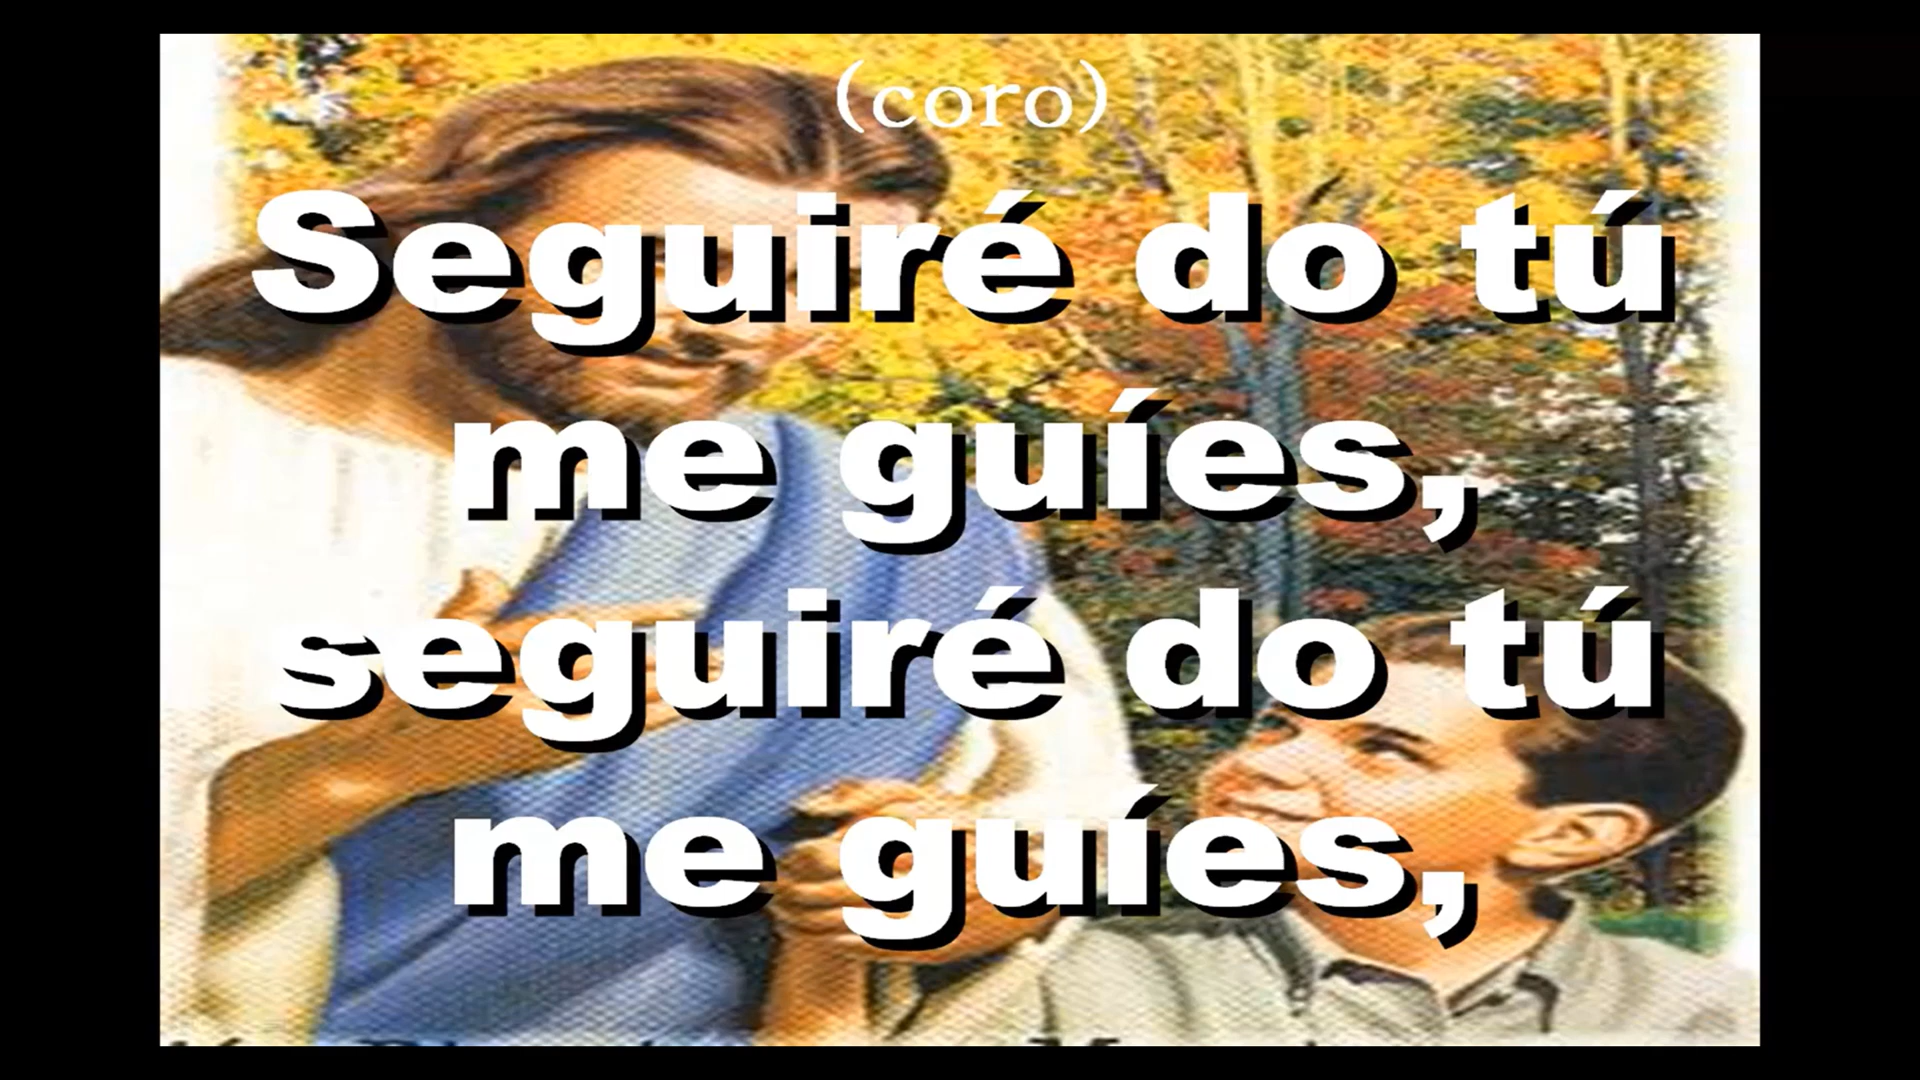 (coro)
Seguiré do tú
me guíes,
seguiré do tú
me guíes,